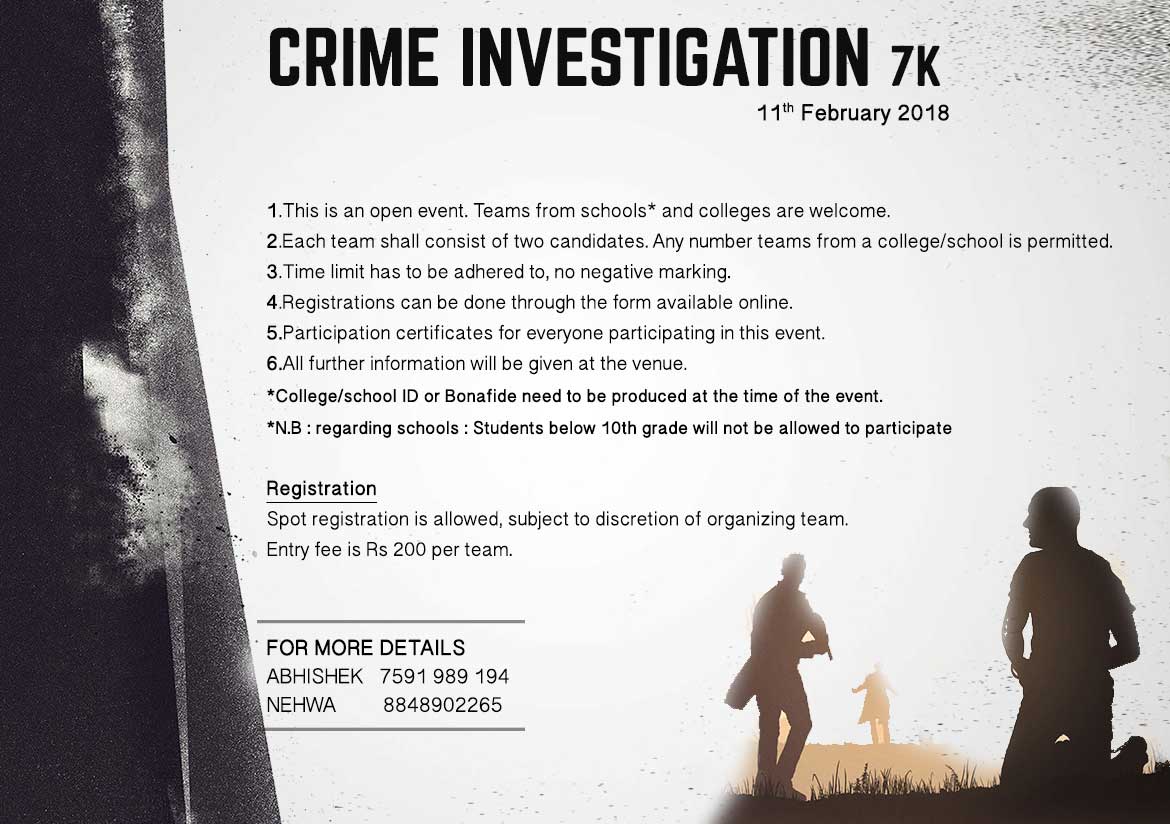 CRIME INVESTIGATION 7K
11th February 2018
1.This is an open event. Teams from schools* and colleges are welcome.
2.Each team shall consist of two candidates. Any number teams from a college/school is permitted.
3.Time limit has to be adhered to, no negative marking.
4.Registrations can be done through the form available online.
5.Participation certificates for everyone participating in this event.
6.All further information will be given at the venue.
*College/school ID or Bonafide need to be produced at the time of the event.
*N.B : regarding schools : Students below 10th grade will not be allowed to participate
Registration
Spot registration is allowed, subject to discretion of organizing team.
Entry fee is Rs 200 per team.
FOR MORE DETAILS
ABHISHEK 7591 989 194
NEHWA 8848902265